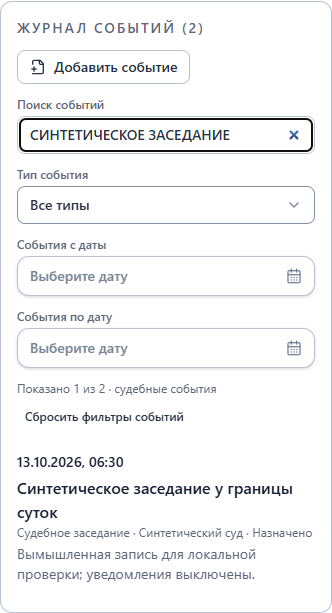 ЖУРНАЛ СОБЫТИЙ (2)
Добавить событие
Поиск событий
СИНТЕТИЧЕСКОЕ ЗАСЕДАНИЕ
Тип события
Все типы
События с даты
Выберите дату
События по дату
Выберите дату
Показано 1 из 2 · судебные события
Сбросить фильтры событий
13.10.2026, 06:30
Синтетическое заседание у границы
суток
Судебное заседание · Синтетический суд · Назначено
Вымышленная запись для локальной
проверки; уведомления выключены.